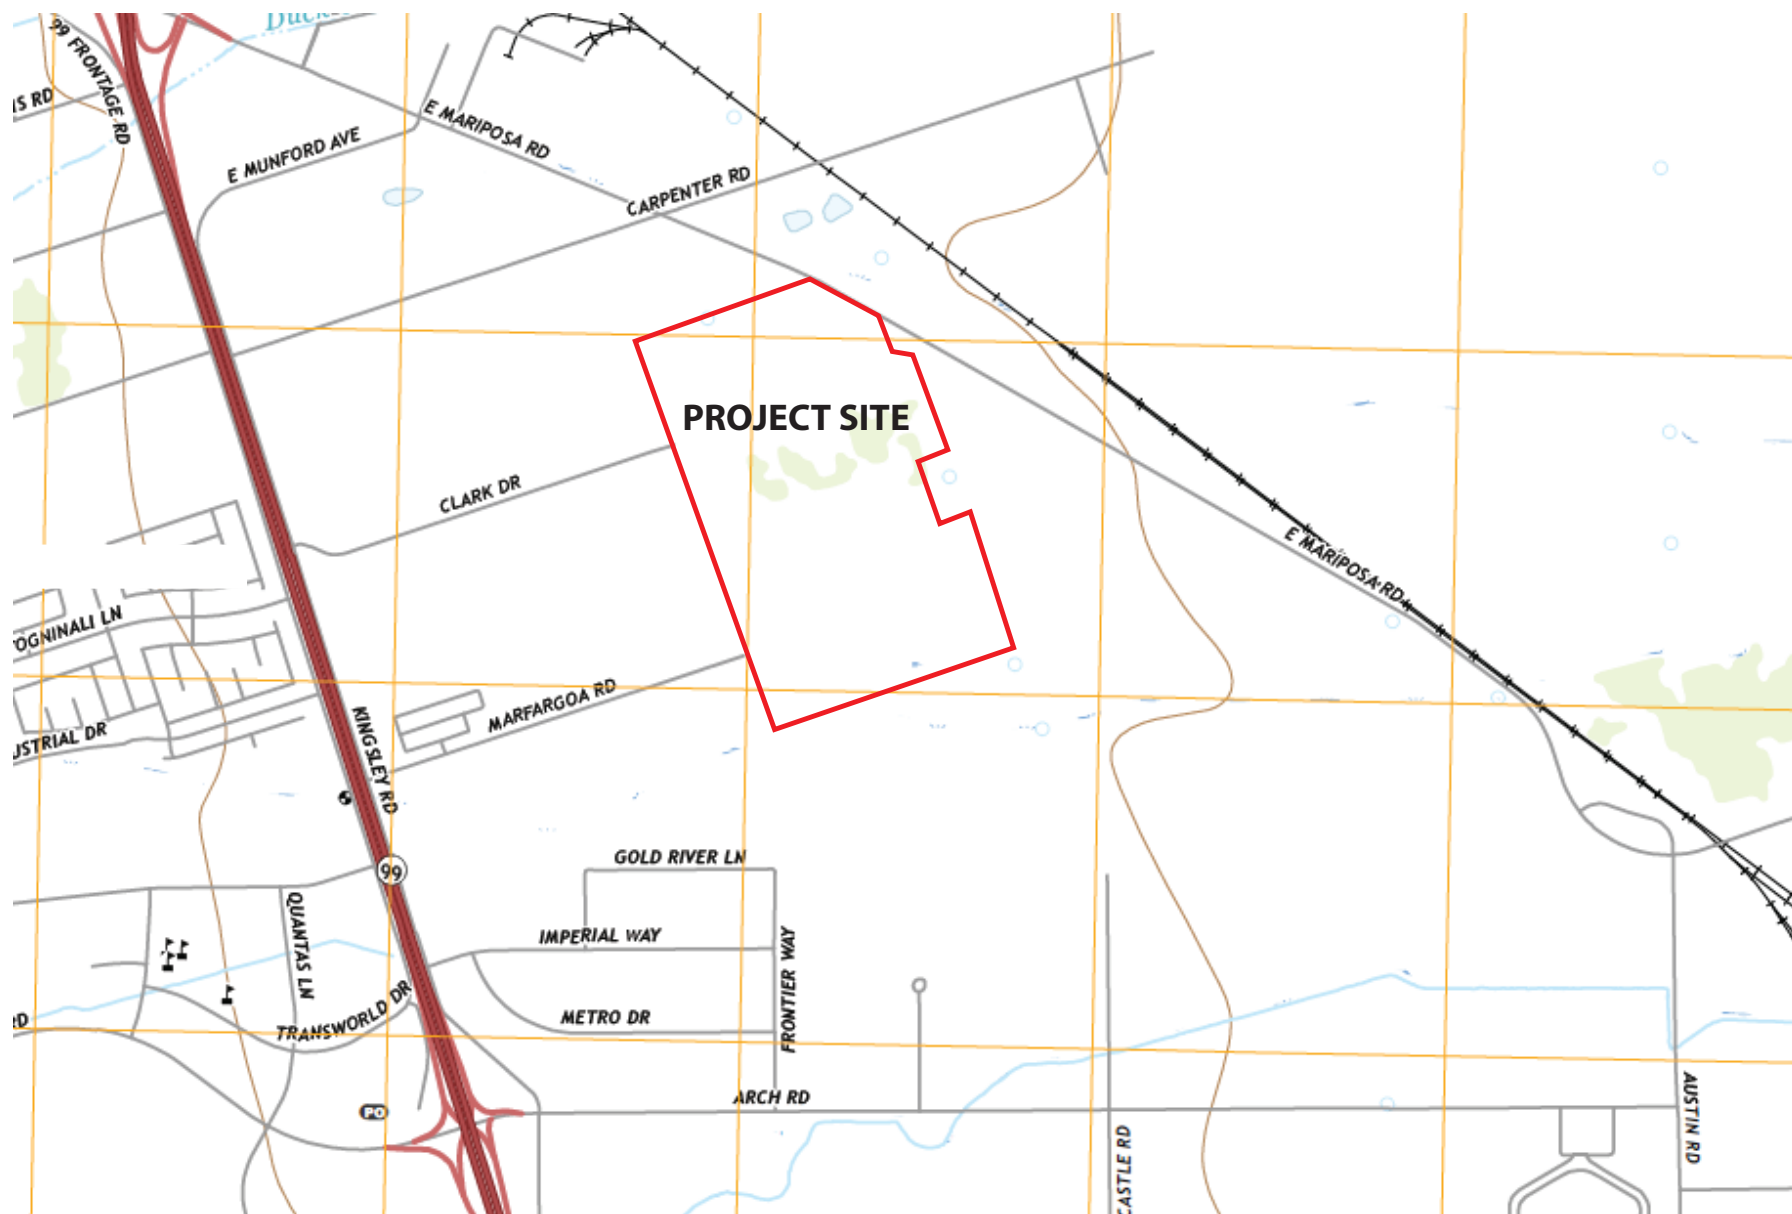 99 FRONTAGE RD
E MUNFORD AVE
E MARIPOSA RD
CARPENTER RD
PROJECT SITE
CLARK DR
E MARIPOSA RD
OGNINALI LN
USTRIAL DR
KINGSLEY RD
MARFARGOA RD
99
GOLD RIVER LN
QUANTAS LN
IMPERIAL WAY
FRONTIER WAY
TRANSWORLD DR
METRO DR
RD
ARCH RD
PO
CASTLE RD
AUSTIN RD